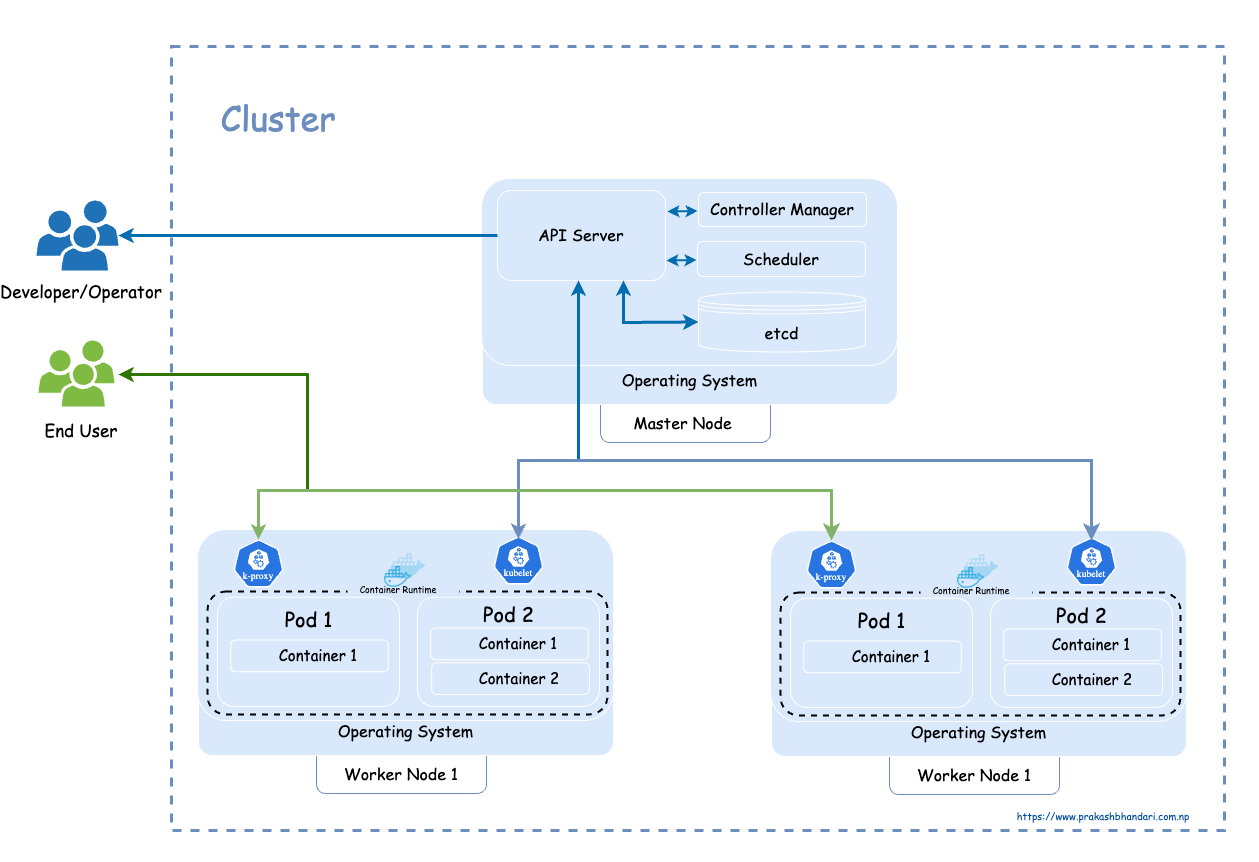 Cluster
API Server
Controller Manager
Scheduler
etcd
Operating System
Master Node
Developer/Operator
End User
k-proxy
Container Runtime
kubelet
Pod 1
Container 1
Pod 2
Container 1
Container 2
Operating System
Worker Node 1
k-proxy
Container Runtime
kubelet
Pod 1
Container 1
Pod 2
Container 1
Container 2
Operating System
Worker Node 1
https://www.prakashbhandari.com.np